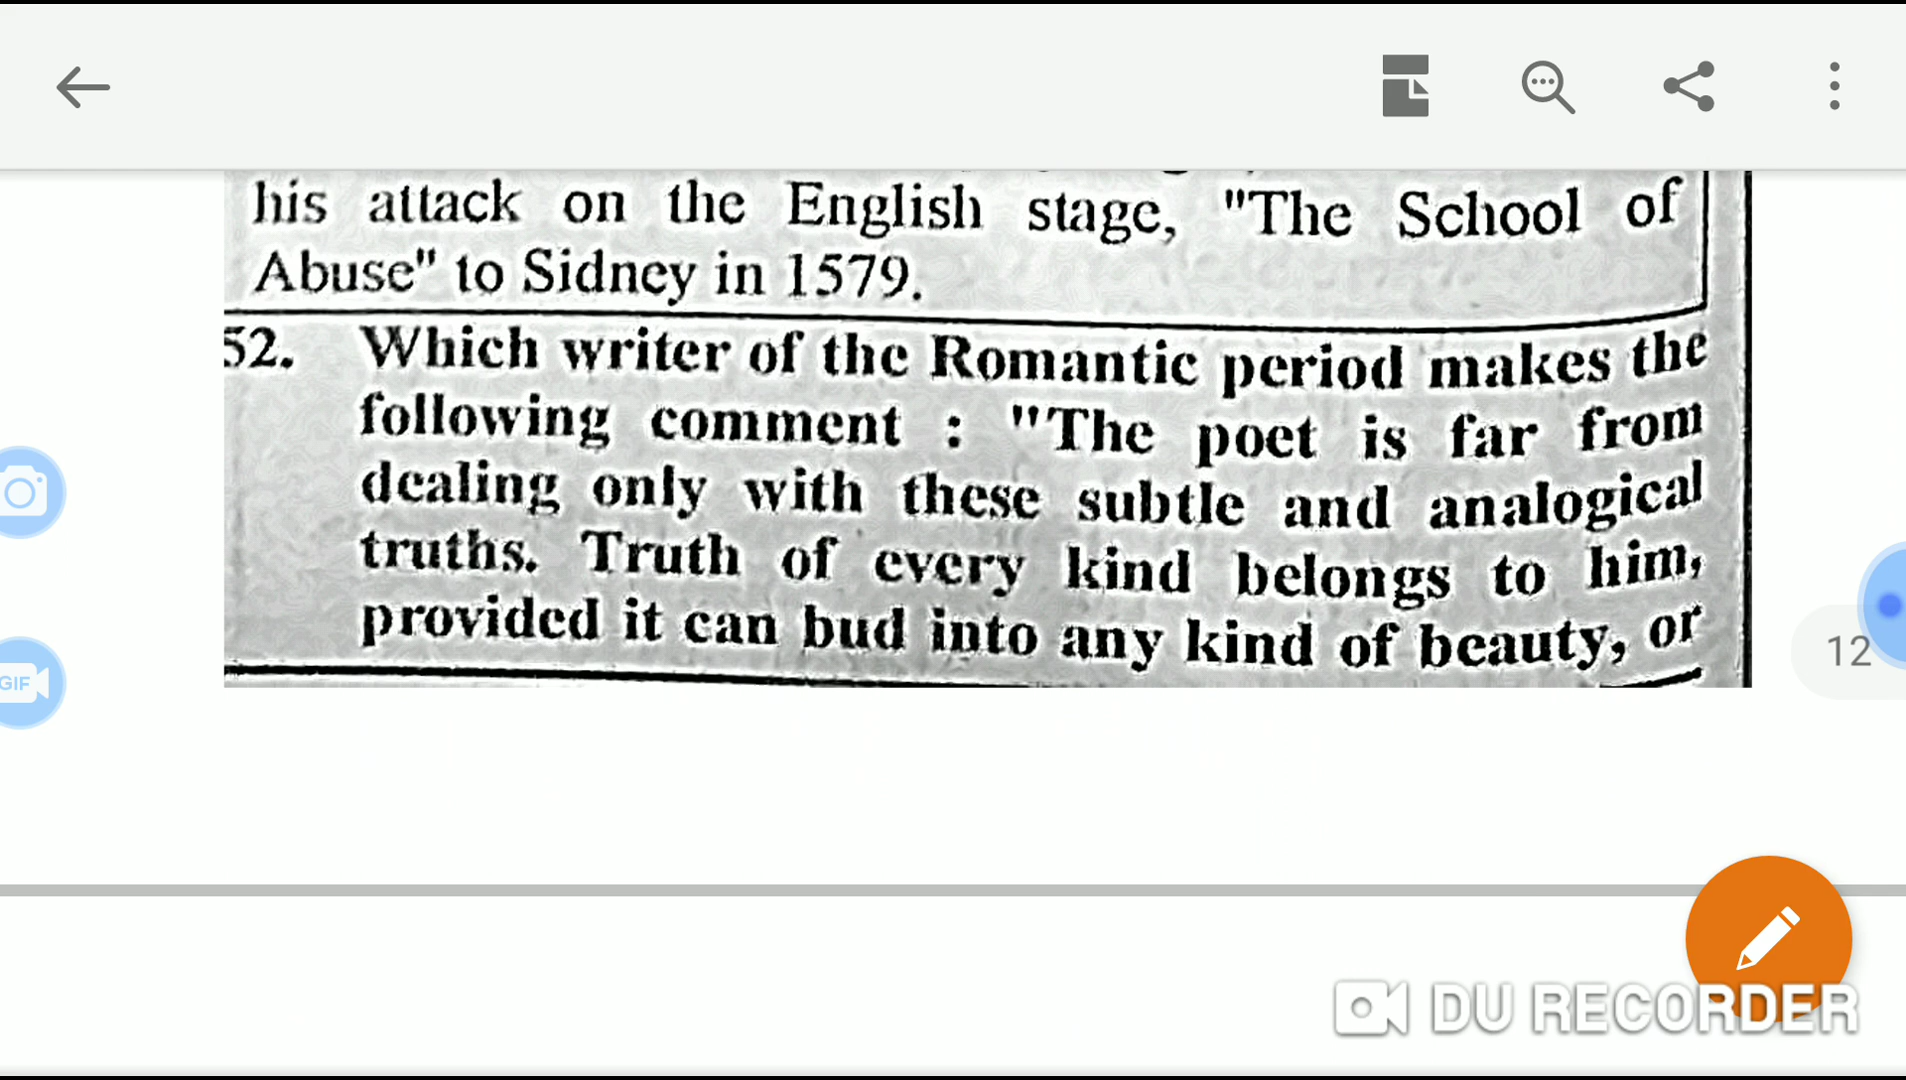 his attack on the English stage, "The School of
Abuse" to Sidney in 1579.
52. Which writer of the Romantic period makes the
following comment : "The poet is far from
dealing only with these subtle and analogical
truths. Truth of every kind belongs to him,
provided it can bud into any kind of beauty, or
GIF
12
DU RECORDER